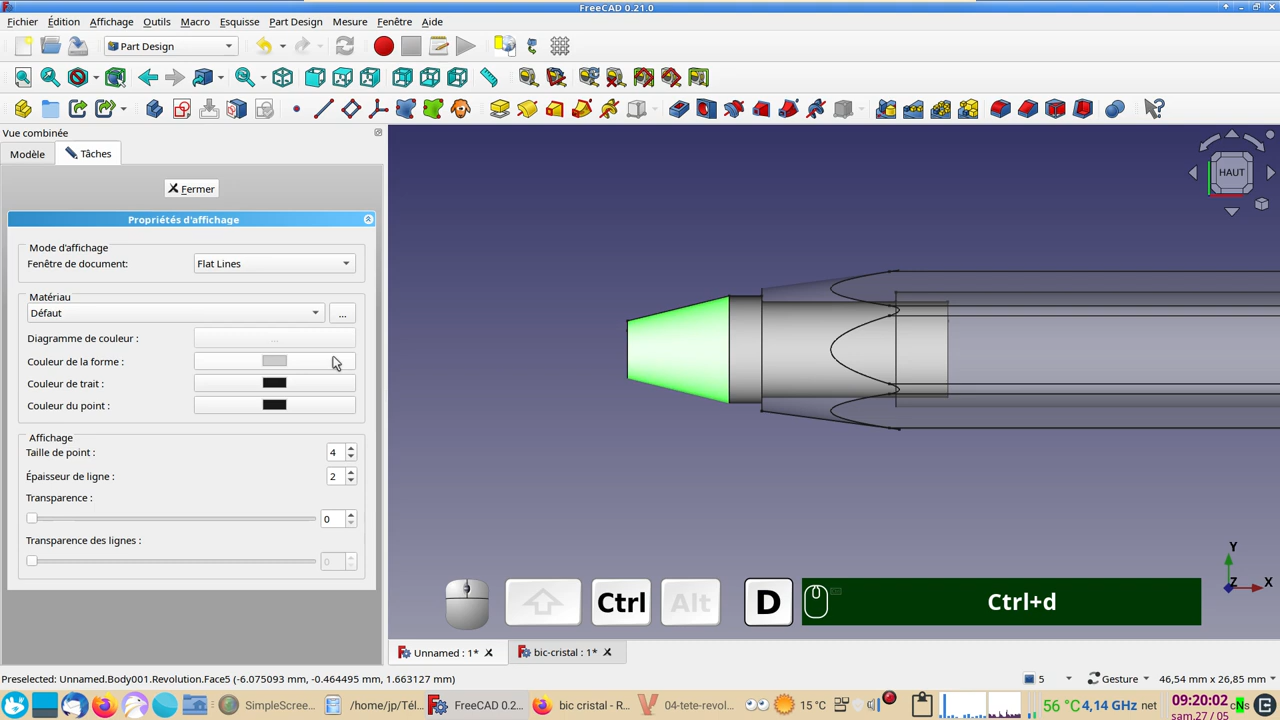 FreeCAD 0.21.0
Fichier Édition Affichage Outils Macro Esquisse Part Design Mesure Fenêtre Aide
Part Design
Vue combinée
Modèle Tâches
Fermer
Propriétés d'affichage
Mode d'affichage
Fenêtre de document: Flat Lines
Matériau
Défaut ...
Diagramme de couleur : ...
Couleur de la forme :
Couleur de trait :
Couleur du point :
Affichage
Taille de point : 4
Épaisseur de ligne : 2
Transparence :
0
Transparence des lignes :
0
HAUT
Y
Z X
Ctrl Alt D Ctrl+d
Unnamed : 1* bic-cristal : 1*
Preselected: Unnamed.Body001.Revolution.Face5 (-6.075093 mm, -0.464495 mm, 1.663127 mm) 5 Gesture 46,54 mm x 26,85 mm
SimpleScree... /home/jp/Tél... FreeCAD 0.2... bic cristal - R... 04-tete-revol... 15 °C 56 °C 4,14 GHz net 09:20:02
sam.27 / 05